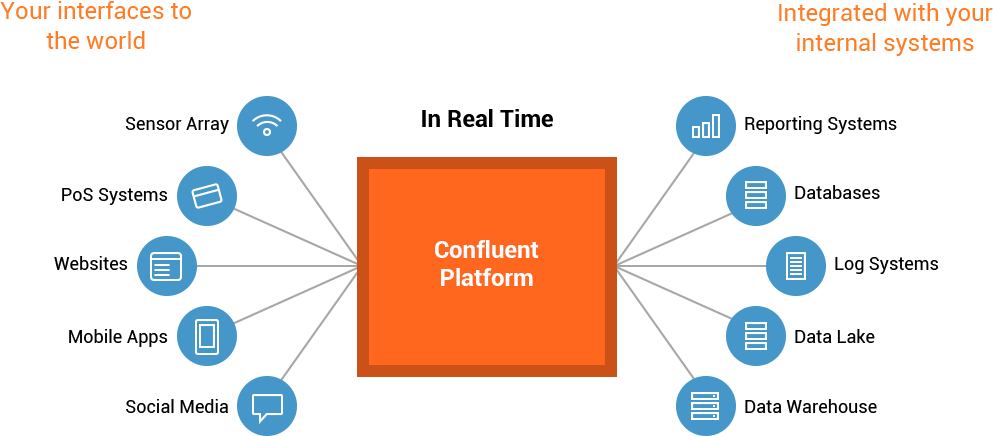 Your interfaces to
the world
Integrated with your
internal systems
In Real Time
Sensor Array
PoS Systems
Websites
Mobile Apps
Social Media
Confluent
Platform
Reporting Systems
Databases
Log Systems
Data Lake
Data Warehouse